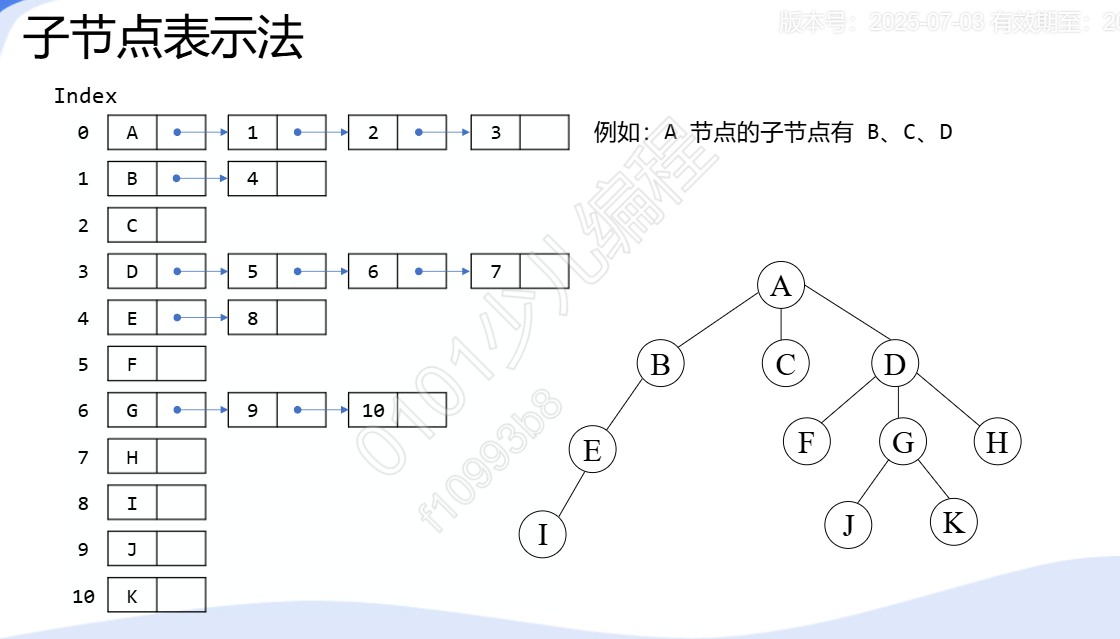 子节点表示法
版本号：2025-07-03 有效期至：20
Index
0 A 1 2 3 例如：A 节点的子节点有 B、C、D
1 B 4
2 C
3 D 5 6 7
4 E 8
5 F
6 G 9 10
7 H
8 I
9 J
10 K
A
B C D
E F G H
I J K
0101少儿编程
f10993b8